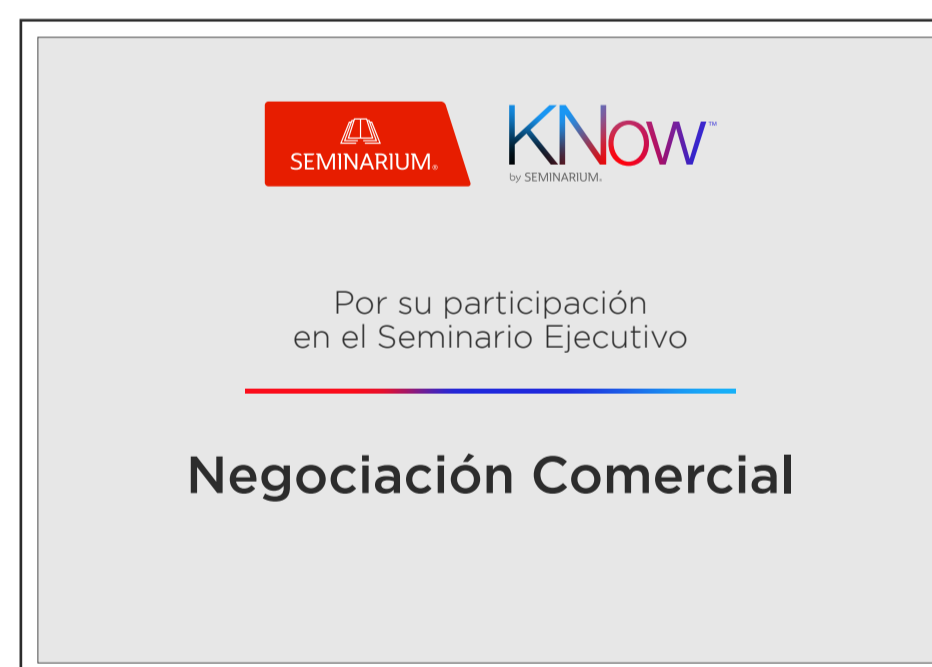 SEMINARIUM®
KNOW™
by SEMINARIUM®
Por su participación
en el Seminario Ejecutivo
Negociación Comercial